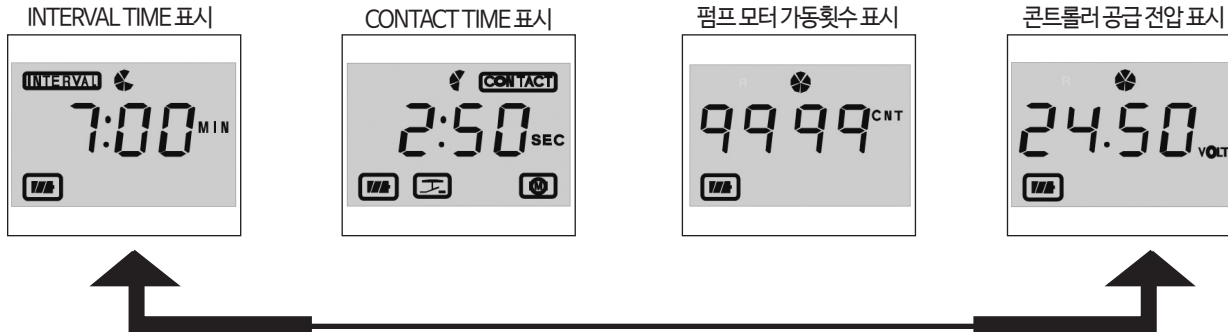 INTERVAL TIME 표시
CONTACT TIME 표시
펌프 모터 가동횟수 표시
콘트롤러 공급 전압 표시
INTERVAL
7:00 MIN
CONTACT
2:50 SEC
M
R
9999 CNT
R
24.50 VOLT